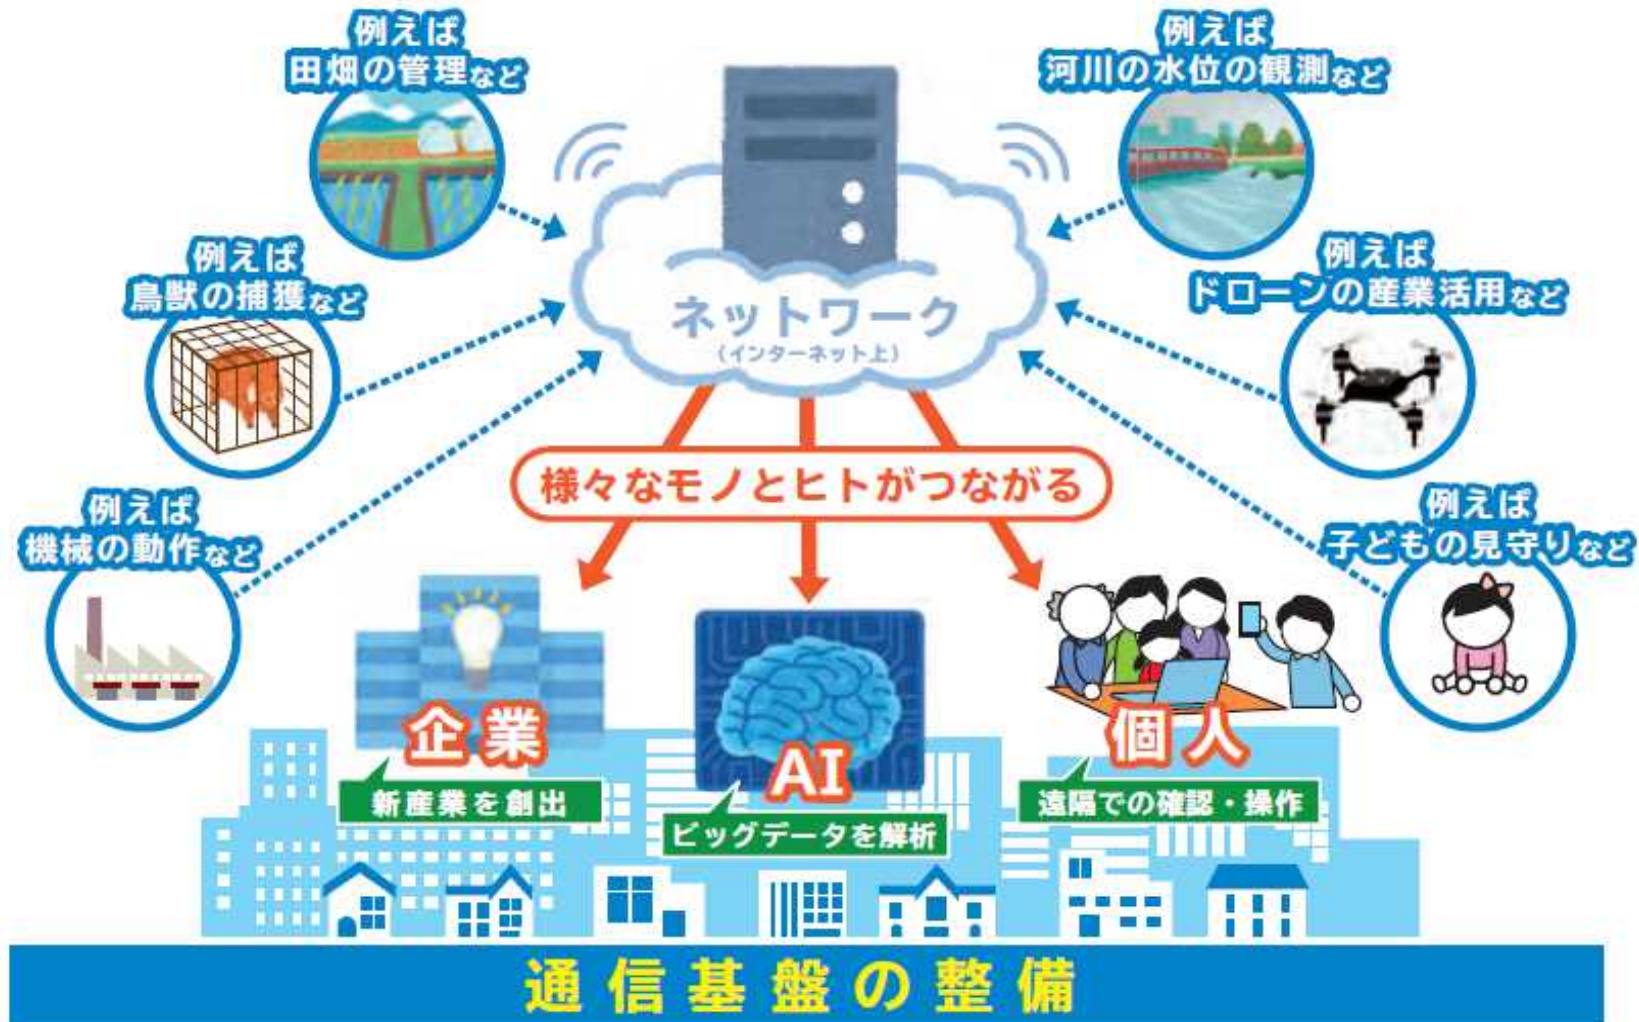 例えば
田畑の管理など
例えば
河川の水位の観測など
例えば
鳥獣の捕獲など
例えば
ドローンの産業活用など
ネットワーク
(インターネット上)
様々なモノとヒトがつながる
例えば
機械の動作など
例えば
子どもの見守りなど
企業
新産業を創出
AI
ビッグデータを解析
個人
遠隔での確認・操作
通信基盤の整備